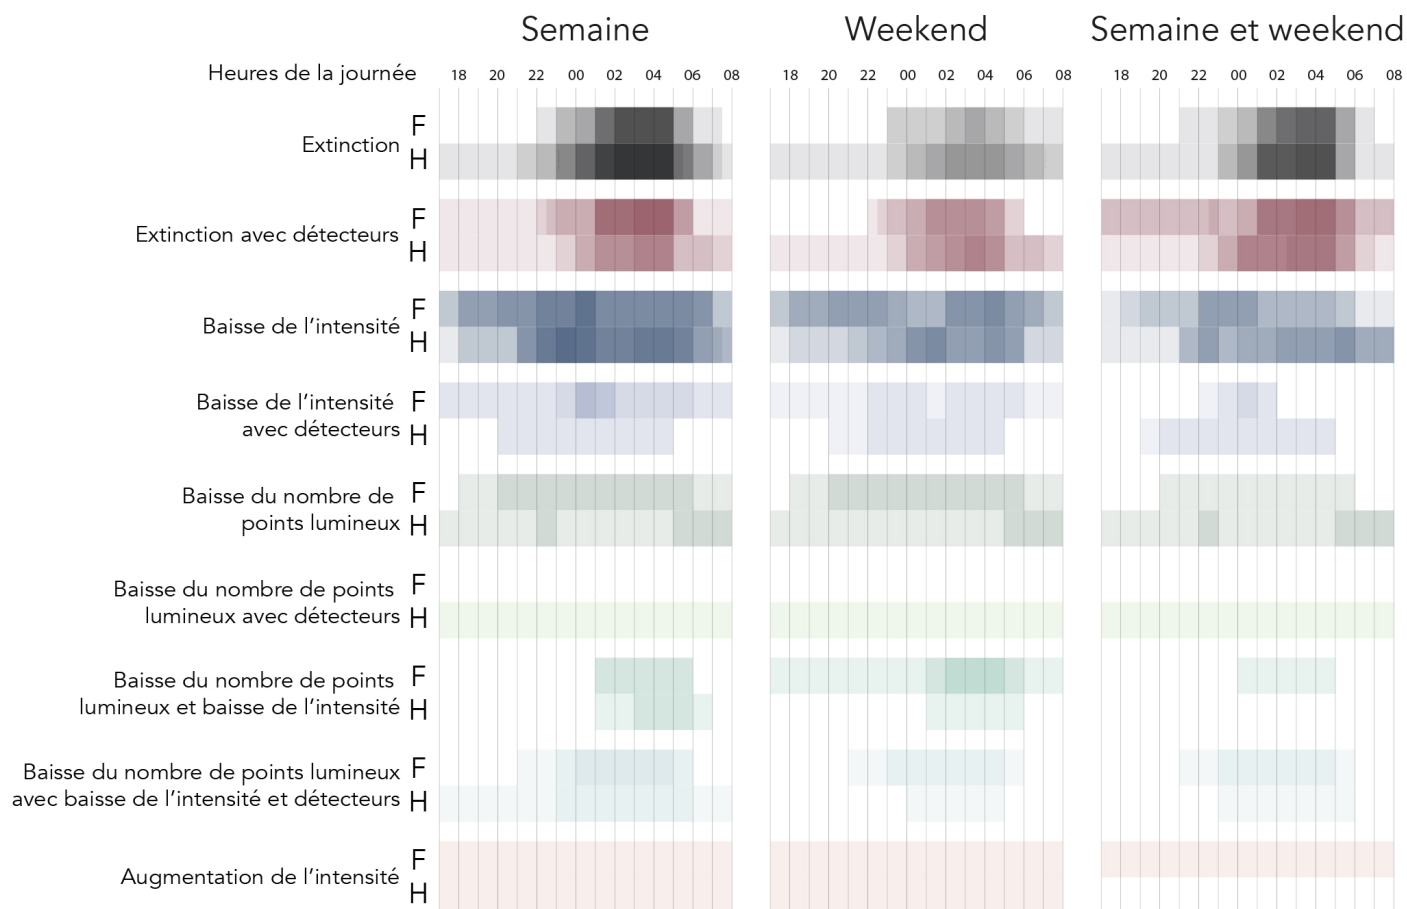 Semaine Weekend Semaine et weekend
Heures de la journée 18 20 22 00 02 04 06 08 18 20 22 00 02 04 06 08 18 20 22 00 02 04 06 08
F
Extinction
H
F
Extinction avec détecteurs
H
F
Baisse de l’intensité
H
Baisse de l’intensité F
avec détecteurs H
Baisse du nombre de F
points lumineux H
Baisse du nombre de points F
lumineux avec détecteurs H
Baisse du nombre de points F
lumineux et baisse de l’intensité H
Baisse du nombre de points lumineux F
avec baisse de l’intensité et détecteurs H
F
Augmentation de l’intensité
H